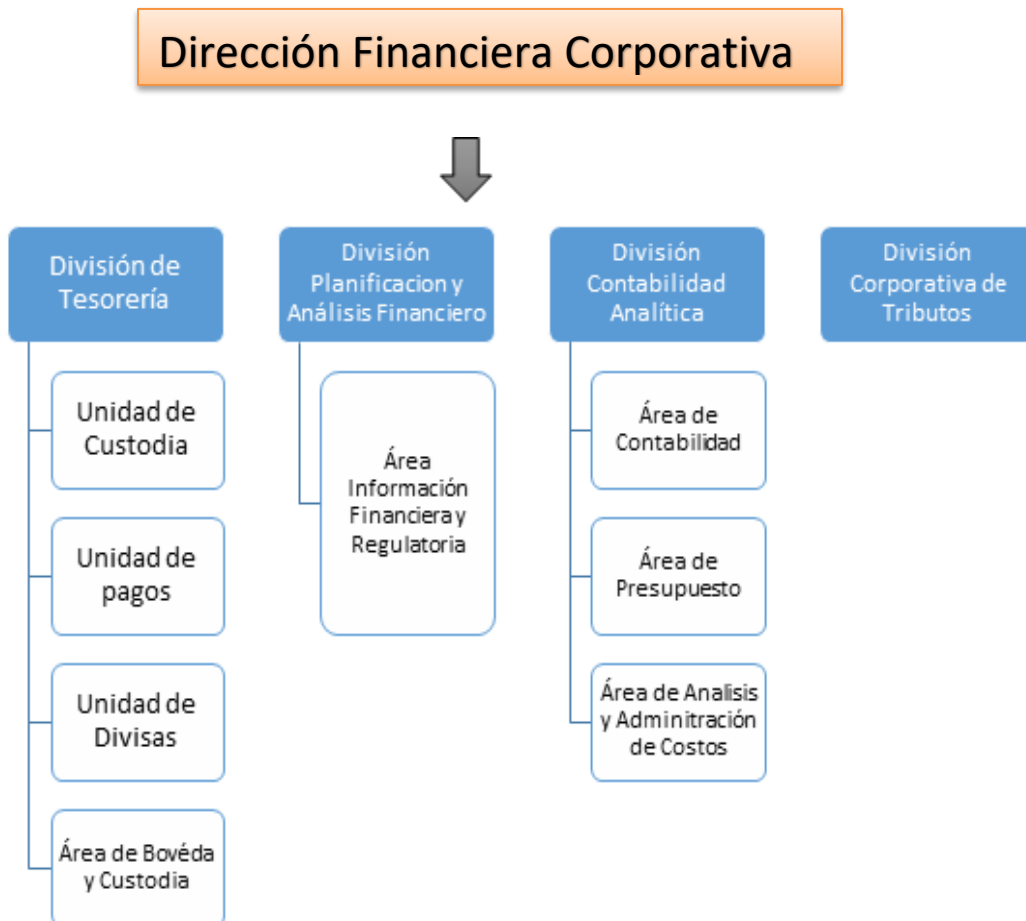 Dirección Financiera Corporativa
División de
Tesorería
Unidad de
Custodia
Unidad de
pagos
Unidad de
Divisas
Área de Bovéda
y Custodia
División
Planificacion y
Análisis Financiero
Área
Información
Financiera y
Regulatoria
División
Contabilidad
Analítica
Área de
Contabilidad
Área de
Presupuesto
Área de Analisis
y Adminitración
de Costos
División
Corporativa de
Tributos